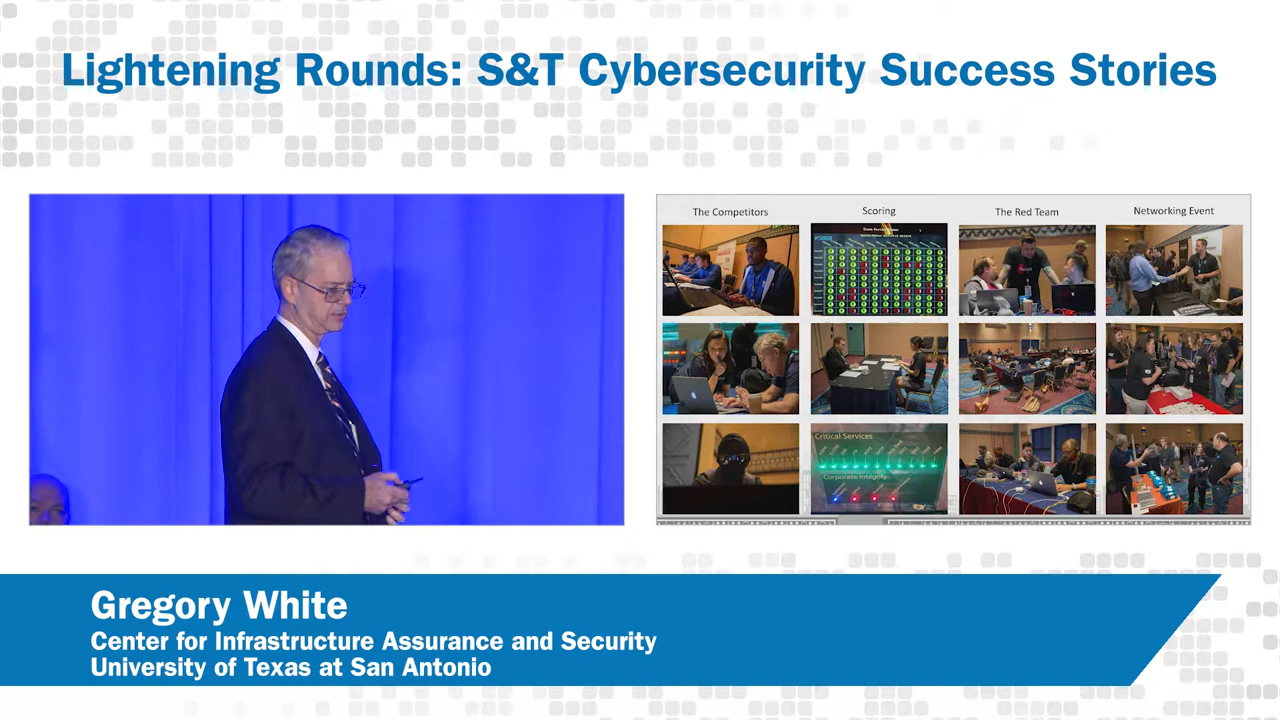 Lightening Rounds: S&T Cybersecurity Success Stories
The Competitors
Scoring
The Red Team
Networking Event
Critical Services
Corporate Integrity
Gregory White
Center for Infrastructure Assurance and Security
University of Texas at San Antonio